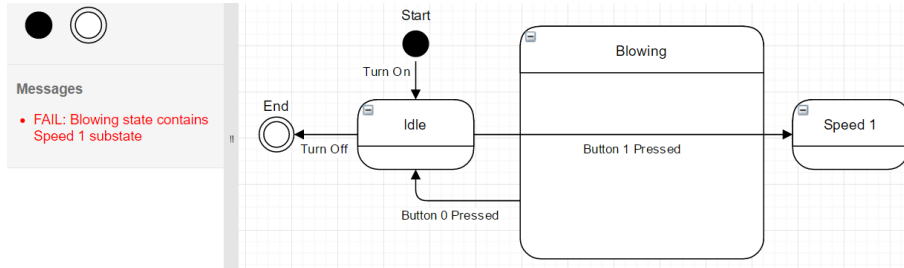 Messages
FAIL: Blowing state contains
Speed 1 substate
Start
Turn On
End
Idle
Turn Off
Blowing
Button 1 Pressed
Button 0 Pressed
Speed 1